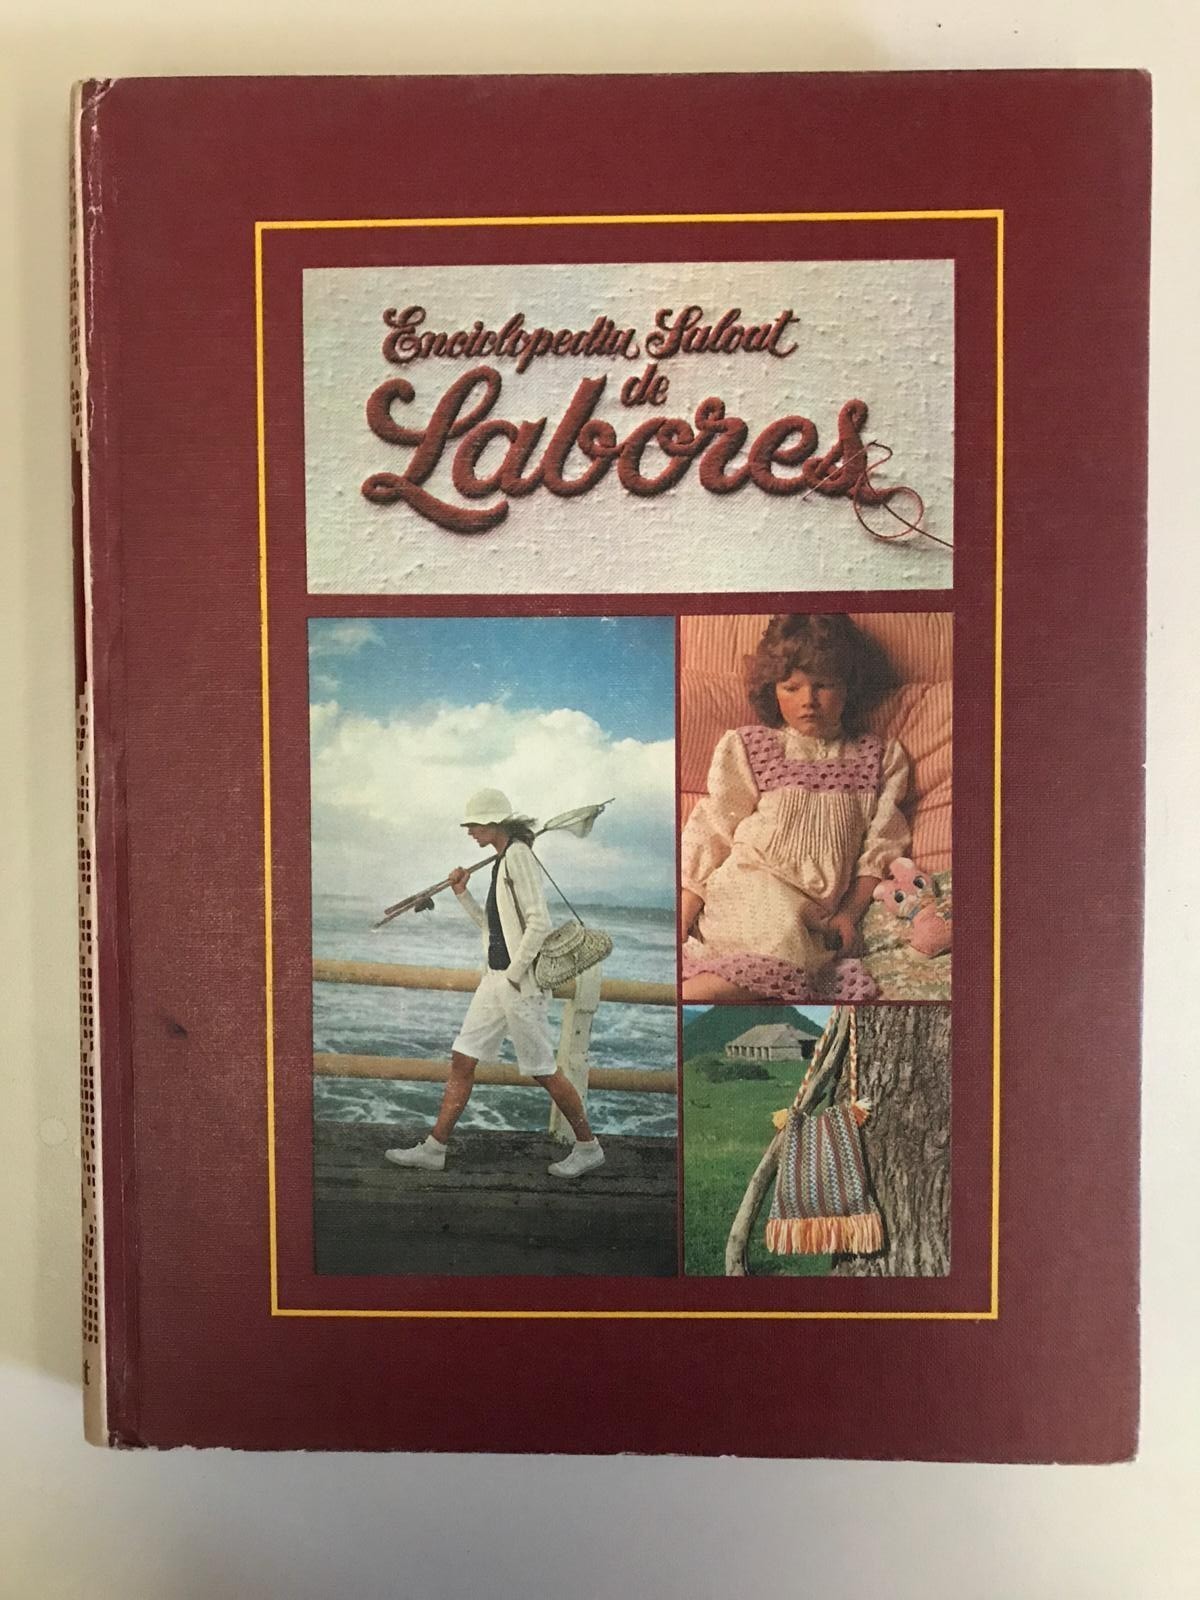 Enciclopedia Salvat
de
Labores
t